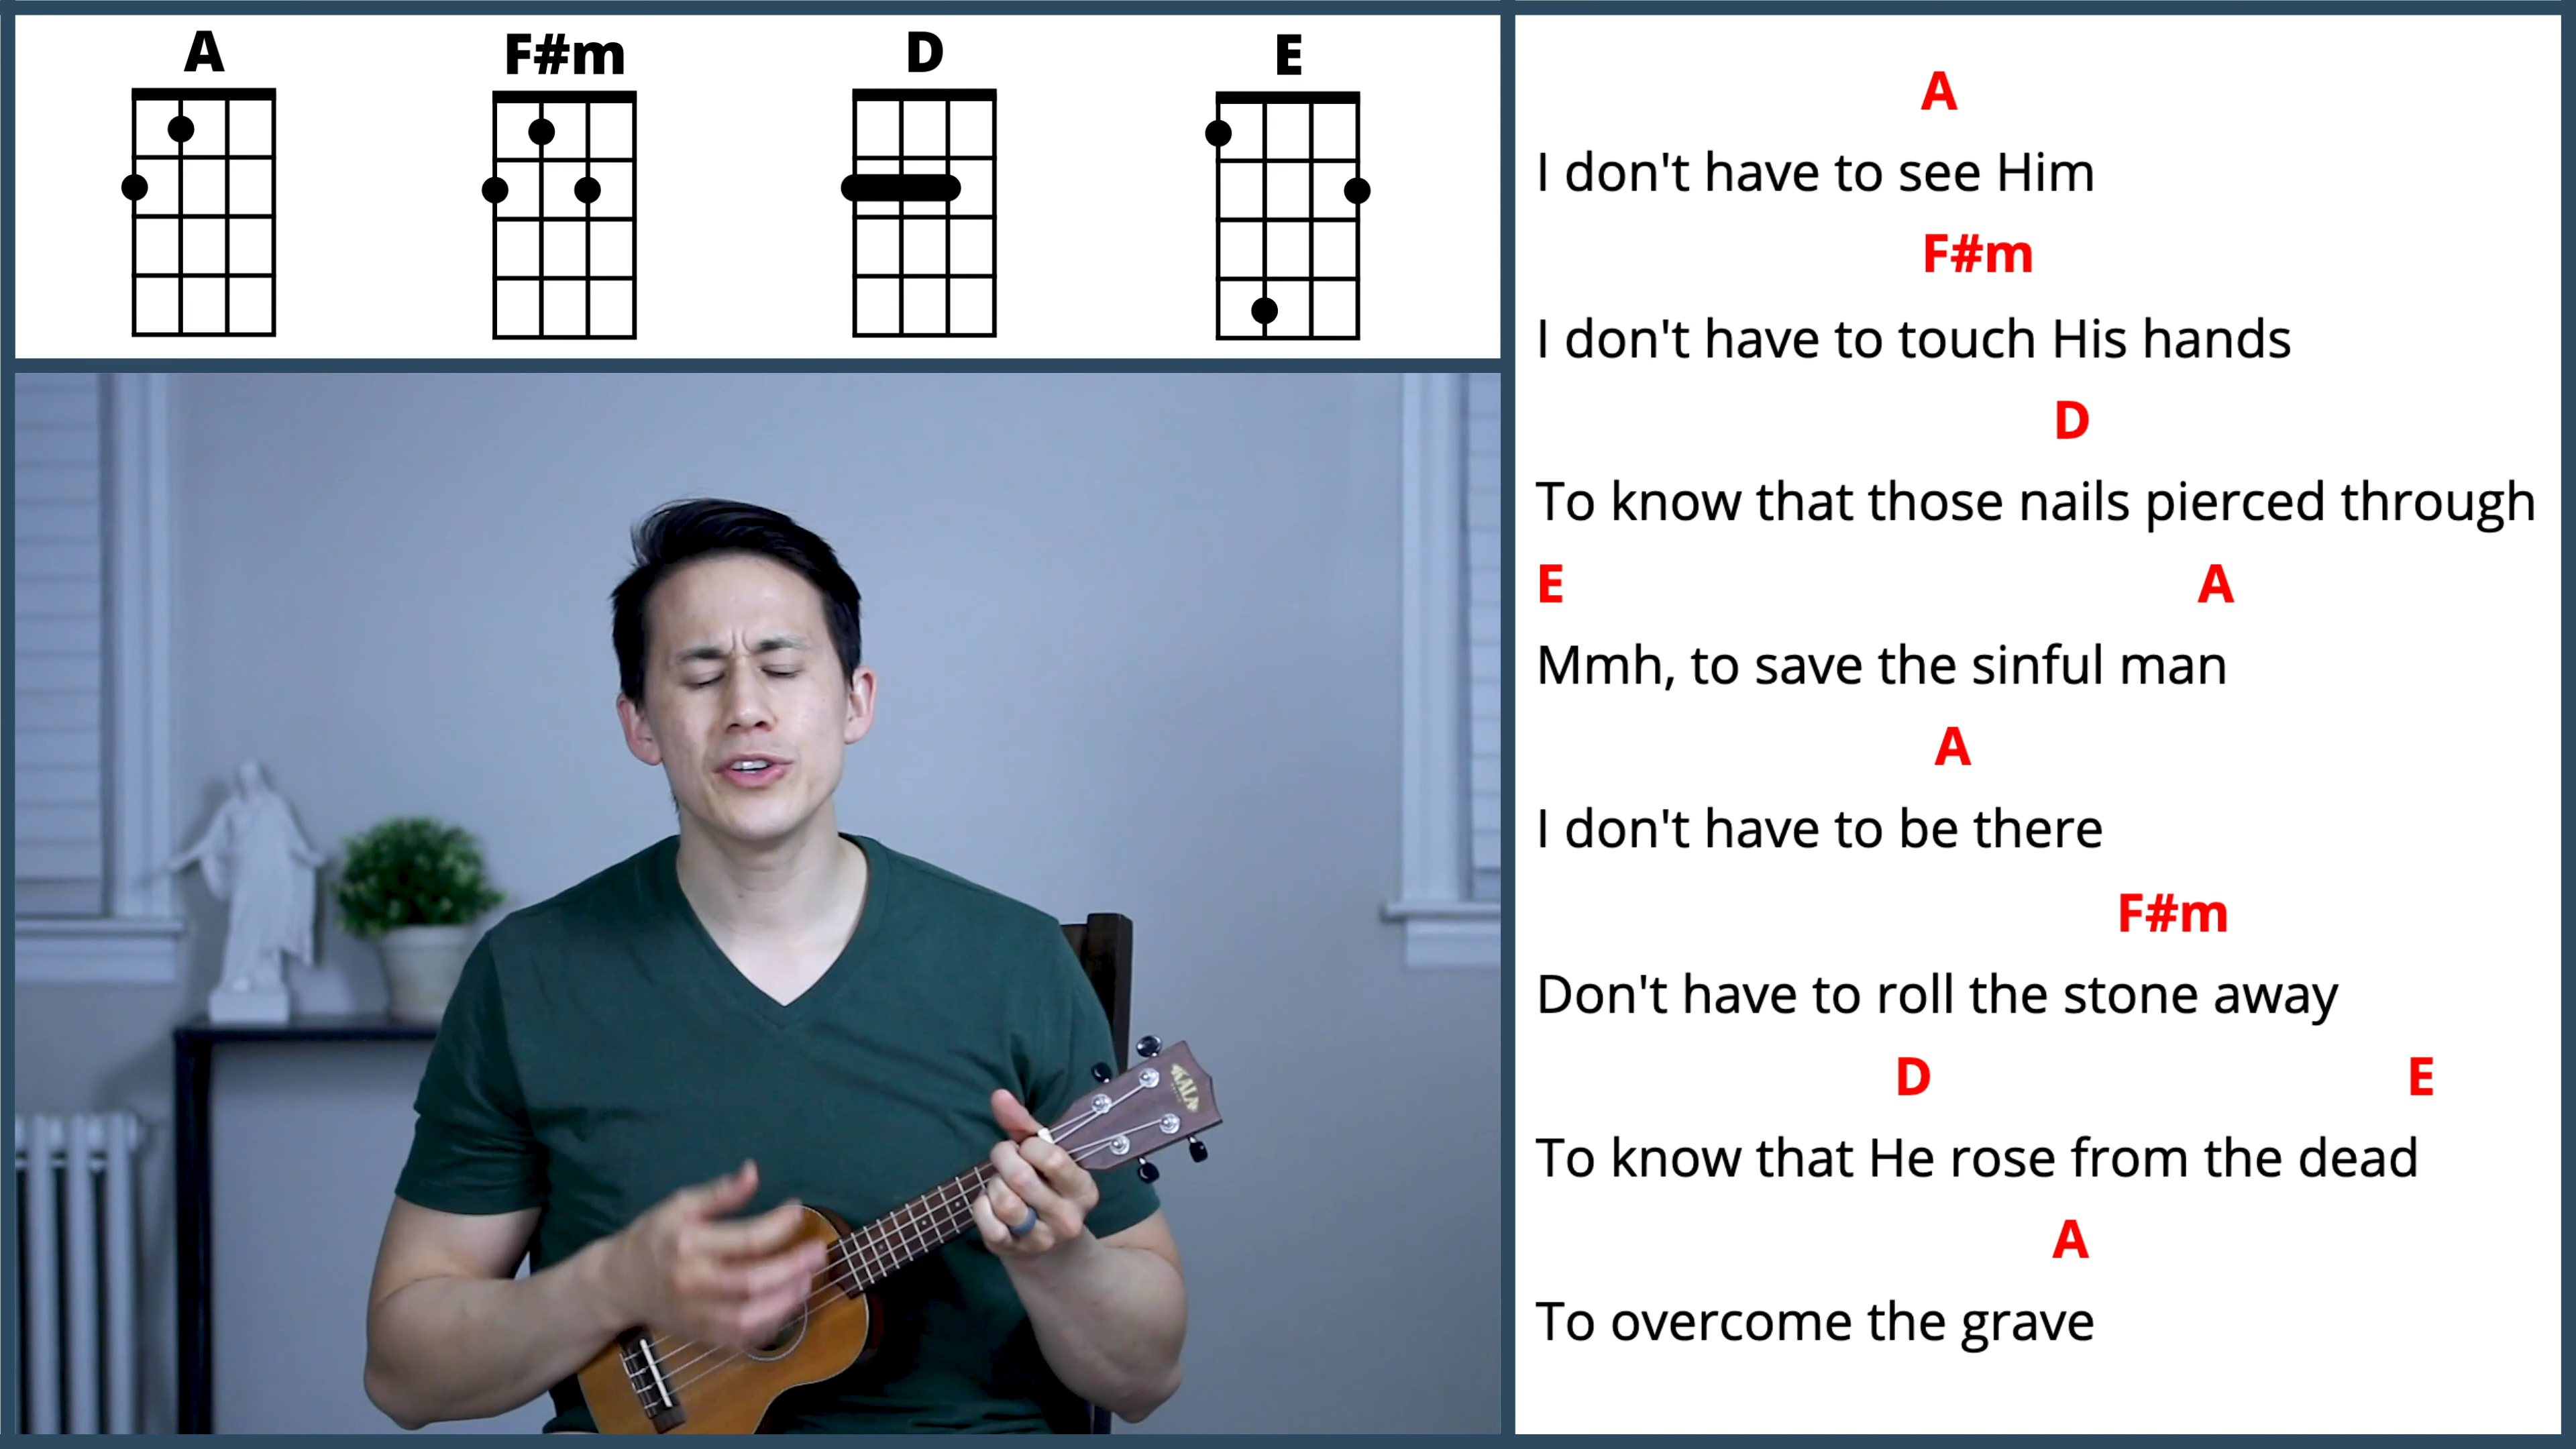 A
F#m
D
E
KALA
A
I don't have to see Him
F#m
I don't have to touch His hands
D
To know that those nails pierced through
E A
Mmh, to save the sinful man
A
I don't have to be there
F#m
Don't have to roll the stone away
D E
To know that He rose from the dead
A
To overcome the grave